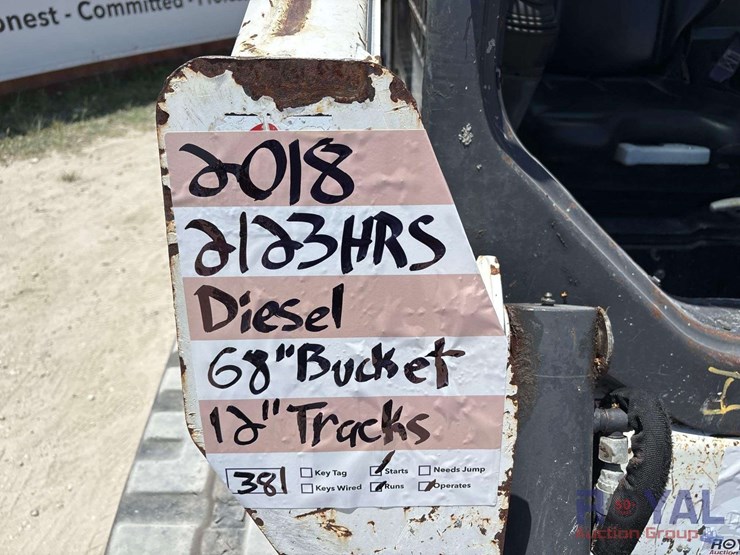 onest - Committed -
2018
2123HRS
Diesel
68" Bucket
12" Tracks
381
Key Tag Starts Needs Jump
Keys Wired Runs Operates
ROYAL
Auction Group